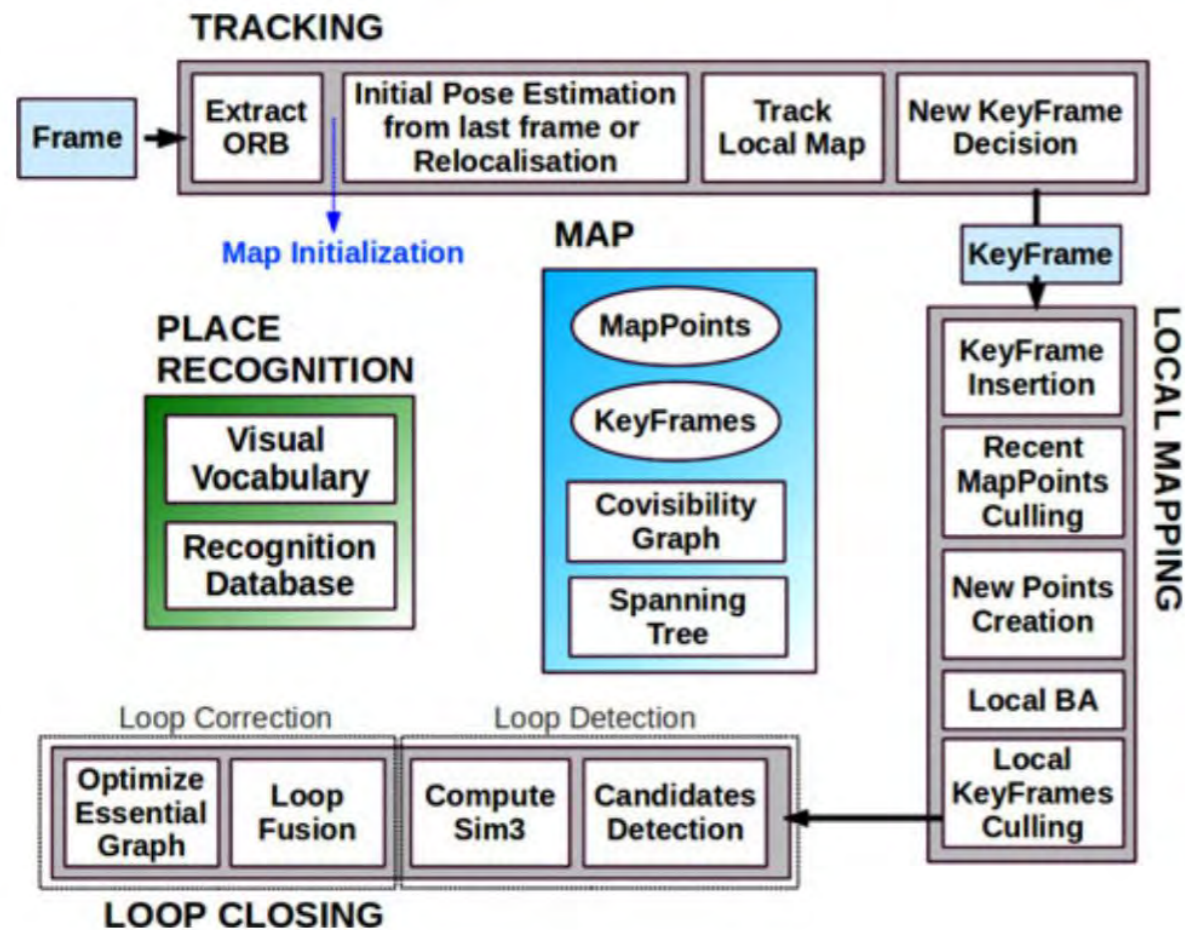 TRACKING
Frame
Extract
ORB
Initial Pose Estimation
from last frame or
Relocalisation
Track
Local Map
New KeyFrame
Decision
Map Initialization
MAP
KeyFrame
PLACE
RECOGNITION
Visual
Vocabulary
Recognition
Database
MapPoints
KeyFrames
Covisibility
Graph
Spanning
Tree
LOCAL MAPPING
KeyFrame
Insertion
Recent
MapPoints
Culling
New Points
Creation
Local BA
Local
KeyFrames
Culling
Loop Correction
Loop Detection
Optimize
Essential
Graph
Loop
Fusion
Compute
Sim3
Candidates
Detection
LOOP CLOSING